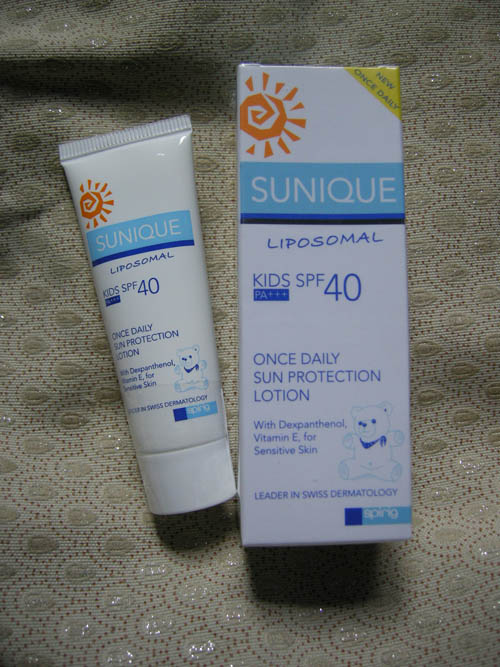 SUNIQUE
LIPOSOMAL
KIDS SPF 40
PA+++
ONCE DAILY
SUN PROTECTION
LOTION
With Dexpanthenol,
Vitamin E, for
Sensitive Skin
LEADER IN SWISS DERMATOLOGY
spirig
NEW
ONCE DAILY
SUNIQUE
LIPOSOMAL
KIDS SPF 40
PA+++
ONCE DAILY
SUN PROTECTION
LOTION
With Dexpanthenol,
Vitamin E, for
Sensitive Skin
LEADER IN SWISS DERMATOLOGY
spirig